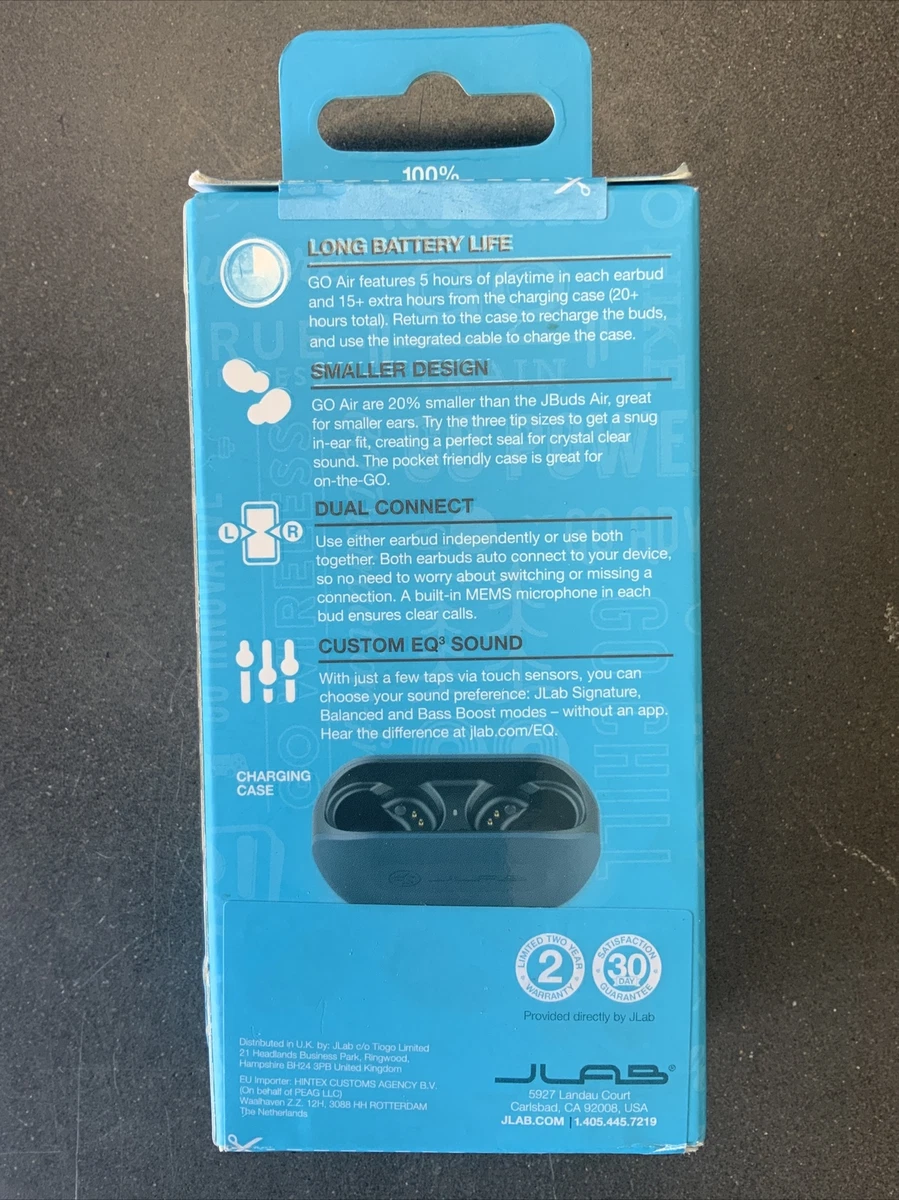 100%
LONG BATTERY LIFE
GO Air features 5 hours of playtime in each earbud
and 15+ extra hours from the charging case (20+
hours total). Return to the case to recharge the buds,
and use the integrated cable to charge the case.
SMALLER DESIGN
GO Air are 20% smaller than the JBuds Air, great
for smaller ears. Try the three tip sizes to get a snug
in-ear fit, creating a perfect seal for crystal clear
sound. The pocket friendly case is great for
on-the-GO.
DUAL CONNECT
L R
Use either earbud independently or use both
together. Both earbuds auto connect to your device,
so no need to worry about switching or missing a
connection. A built-in MEMS microphone in each
bud ensures clear calls.
CUSTOM EQ³ SOUND
With just a few taps via touch sensors, you can
choose your sound preference: JLab Signature,
Balanced and Bass Boost modes – without an app.
Hear the difference at jlab.com/EQ.
CHARGING
CASE
LIMITED TWO YEAR
2
WARRANTY
SATISFACTION
30
DAY
GUARANTEE
Provided directly by JLab
Distributed in U.K. by: JLab c/o Tiogo Limited
21 Headlands Business Park, Ringwood,
Hampshire BH24 3PB United Kingdom
EU Importer: HINTEX CUSTOMS AGENCY B.V.
(On behalf of PEAG LLC)
Waalhaven Z.Z. 12H, 3088 HH ROTTERDAM
The Netherlands
JLAB®
5927 Landau Court
Carlsbad, CA 92008, USA
JLAB.COM | 1.405.445.7219